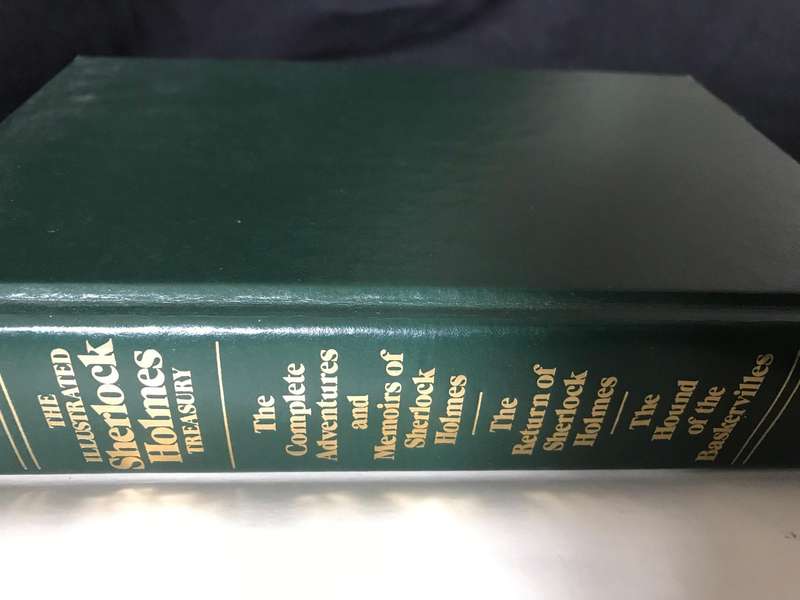 THE
ILLUSTRATED
Sherlock
Holmes
TREASURY
The
Complete
Adventures
and
Memoirs of
Sherlock
Holmes
The
Return of
Sherlock
Holmes
The
Hound
of the
Baskervilles